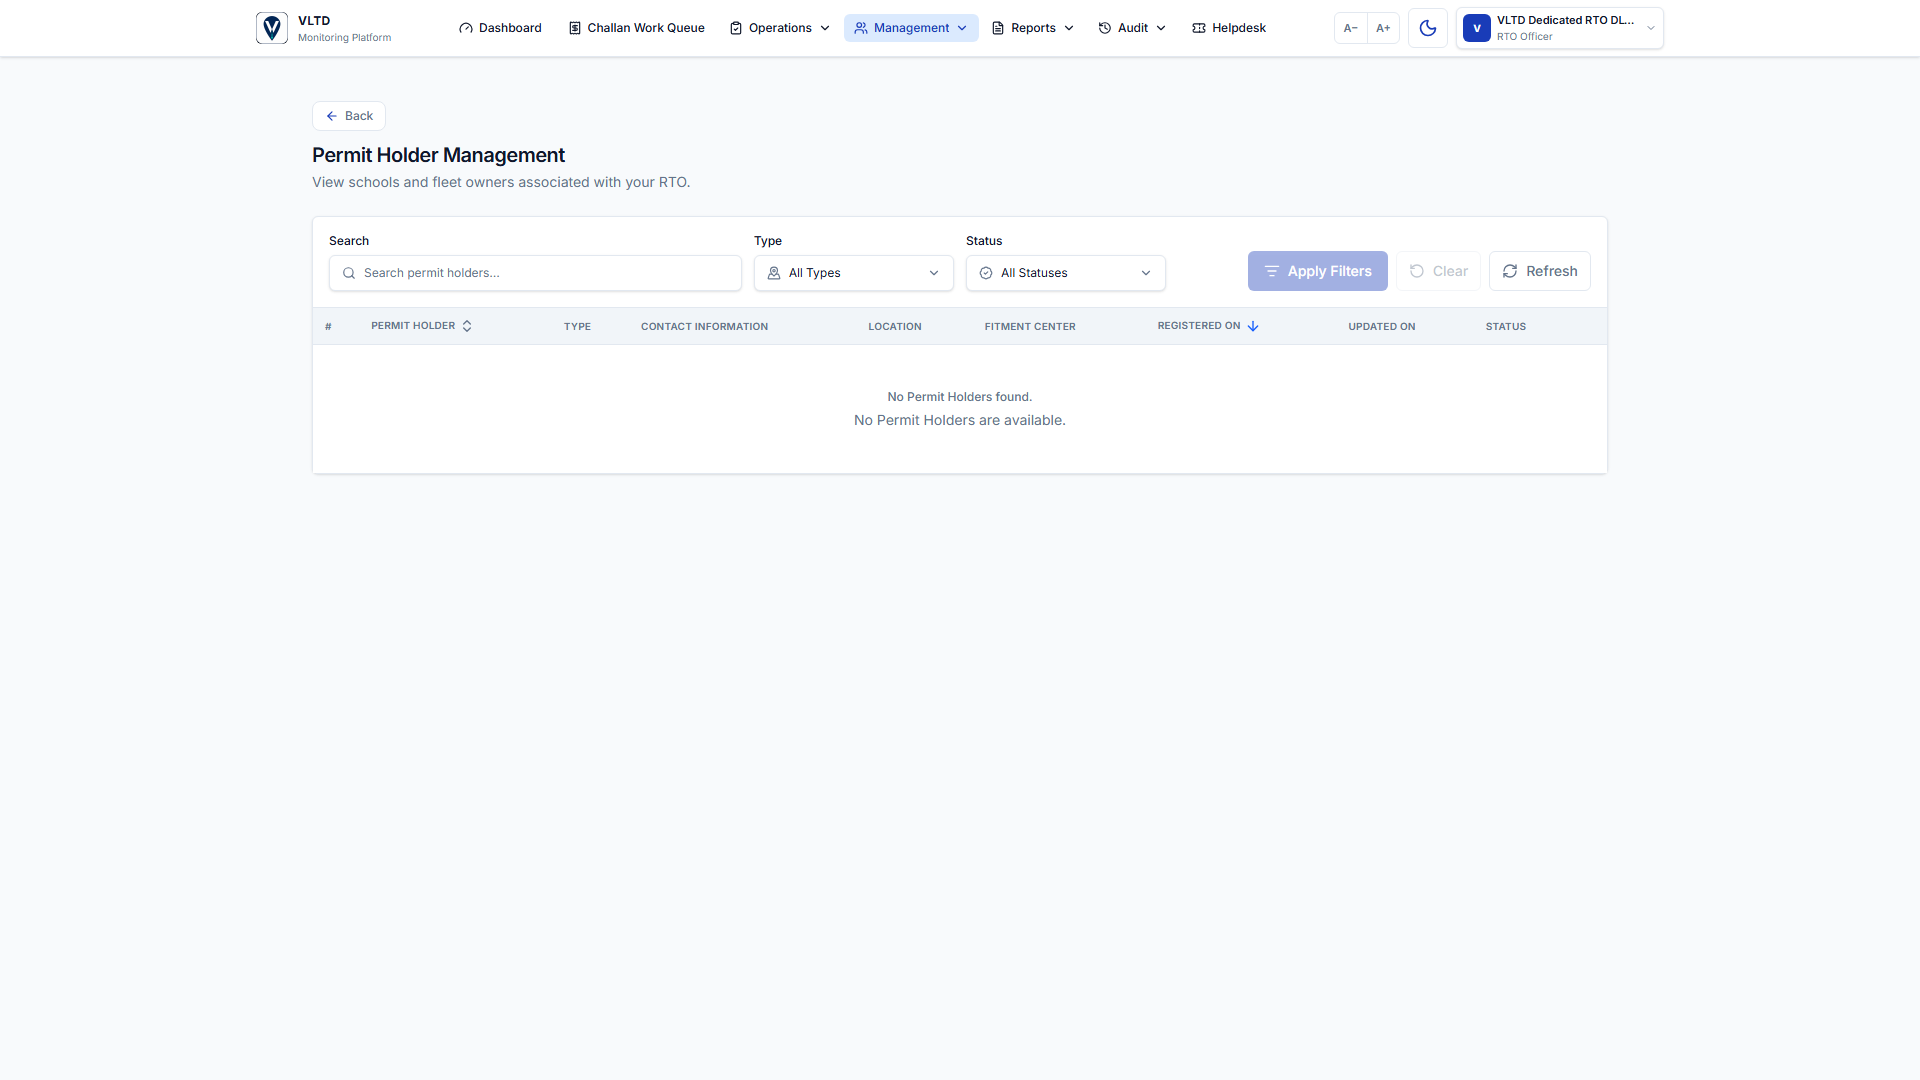 VLTD
Monitoring Platform
Dashboard
Challan Work Queue
Operations
Management
Reports
Audit
Helpdesk
A−
A+
V
VLTD Dedicated RTO DL...
RTO Officer
Back
Permit Holder Management
View schools and fleet owners associated with your RTO.
Search
Type
Status
Search permit holders...
All Types
All Statuses
Apply Filters
Clear
Refresh
# PERMIT HOLDER TYPE CONTACT INFORMATION LOCATION FITMENT CENTER REGISTERED ON UPDATED ON STATUS
No Permit Holders found.
No Permit Holders are available.